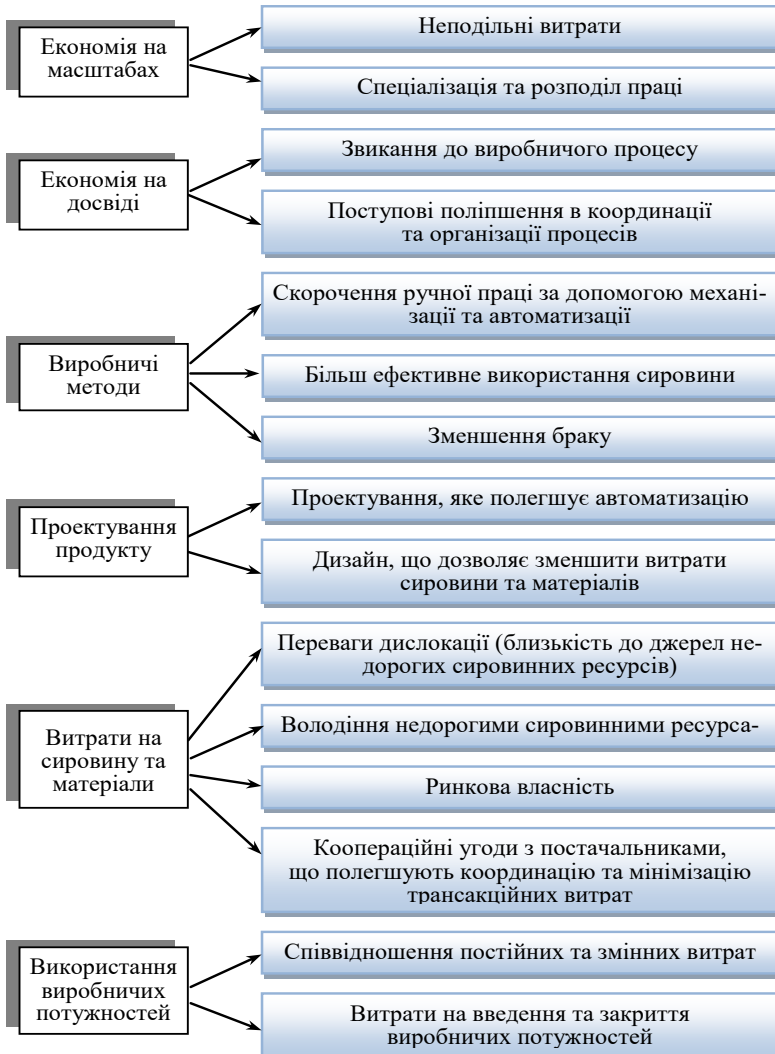 Економія на
масштабах
Неподільні витрати
Спеціалізація та розподіл праці
Економія на
досвіді
Звикання до виробничого процесу
Поступові поліпшення в координації
та організації процесів
Виробничі
методи
Скорочення ручної праці за допомогою механі-
зації та автоматизації
Більш ефективне використання сировини
Зменшення браку
Проектування
продукту
Проектування, яке полегшує автоматизацію
Дизайн, що дозволяє зменшити витрати
сировини та матеріалів
Витрати на
сировину та
матеріали
Переваги дислокації (близькість до джерел не-
дорогих сировинних ресурсів)
Володіння недорогими сировинними ресурса-
Ринкова власність
Коопераційні угоди з постачальниками,
що полегшують координацію та мінімізацію
трансакційних витрат
Використання
виробничих
потужностей
Співвідношення постійних та змінних витрат
Витрати на введення та закриття
виробничих потужностей